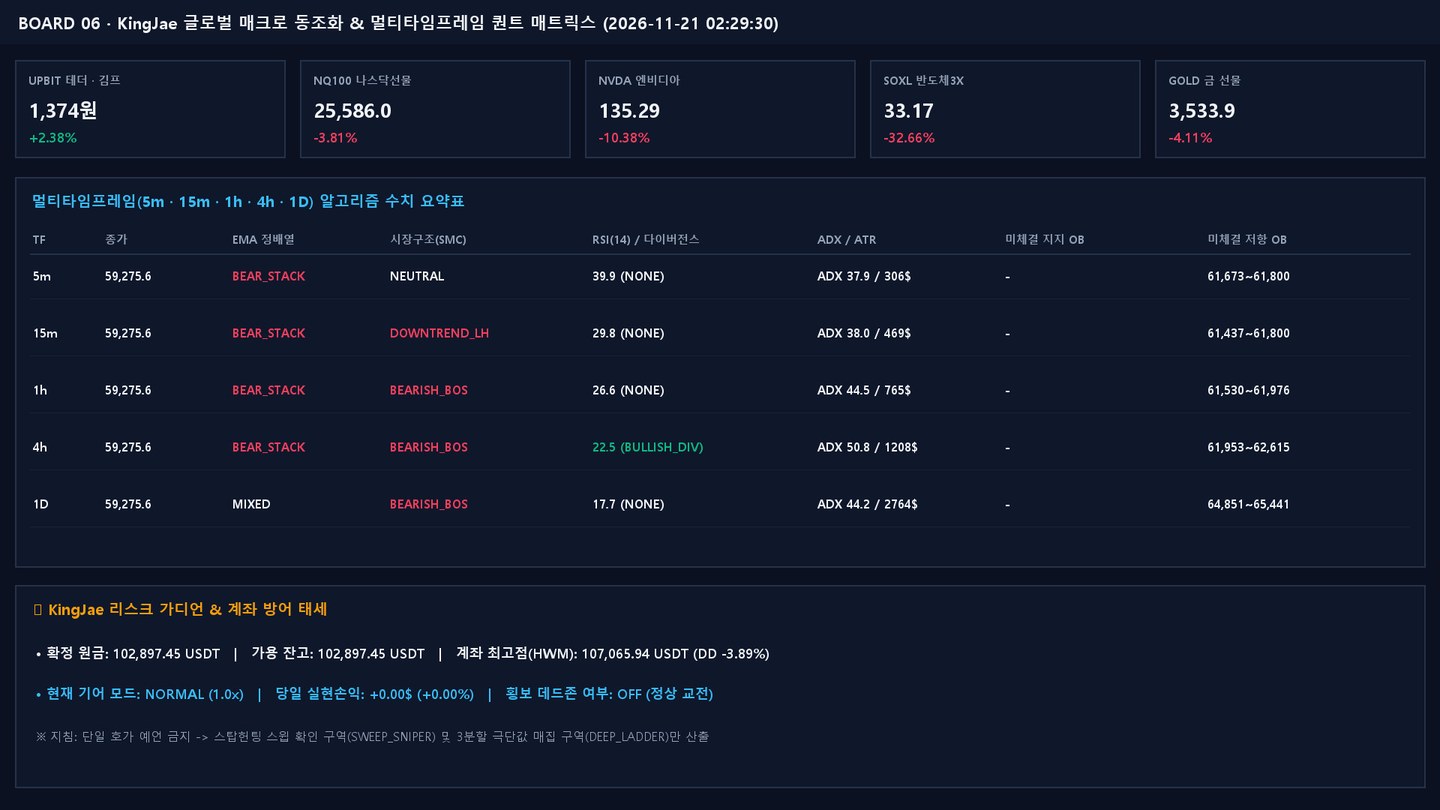 BOARD 06 · KingJae 글로벌 매크로 동조화 & 멀티타임프레임 퀀트 매트릭스 (2026-11-21 02:29:30)
UPBIT 테더 · 김프
1,374원
+2.38%
NQ100 나스닥선물
25,586.0
-3.81%
NVDA 엔비디아
135.29
-10.38%
SOXL 반도체3X
33.17
-32.66%
GOLD 금 선물
3,533.9
-4.11%
멀티타임프레임(5m · 15m · 1h · 4h · 1D) 알고리즘 수치 요약표
TF 종가 EMA 정배열 시장구조(SMC) RSI(14) / 다이버전스 ADX / ATR 미체결 지지 OB 미체결 저항 OB
5m 59,275.6 BEAR_STACK NEUTRAL 39.9 (NONE) ADX 37.9 / 306$ - 61,673~61,800
15m 59,275.6 BEAR_STACK DOWNTREND_LH 29.8 (NONE) ADX 38.0 / 469$ - 61,437~61,800
1h 59,275.6 BEAR_STACK BEARISH_BOS 26.6 (NONE) ADX 44.5 / 765$ - 61,530~61,976
4h 59,275.6 BEAR_STACK BEARISH_BOS 22.5 (BULLISH_DIV) ADX 50.8 / 1208$ - 61,953~62,615
1D 59,275.6 MIXED BEARISH_BOS 17.7 (NONE) ADX 44.2 / 2764$ - 64,851~65,441
KingJae 리스크 가디언 & 계좌 방어 태세
• 확정 원금: 102,897.45 USDT | 가용 잔고: 102,897.45 USDT | 계좌 최고점(HWM): 107,065.94 USDT (DD -3.89%)
• 현재 기어 모드: NORMAL (1.0x) | 당일 실현손익: +0.00$ (+0.00%) | 횡보 데드존 여부: OFF (정상 교전)
※ 지침: 단일 호가 예언 금지 -> 스탑헌팅 스윕 확인 구역(SWEEP_SNIPER) 및 3분할 극단값 매집 구역(DEEP_LADDER)만 산출